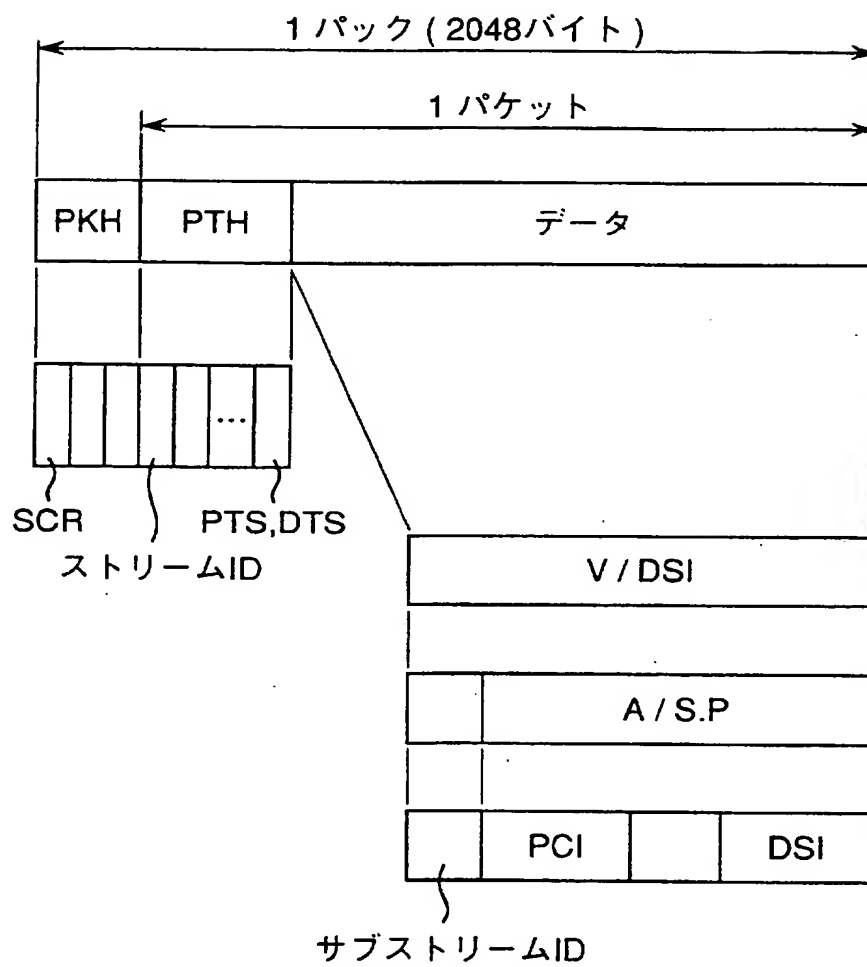 1 パック ( 2048バイト )
1 パケット
PKH PTH データ
...
SCR PTS,DTS
ストリームID
V / DSI
A / S.P
PCI DSI
サブストリームID